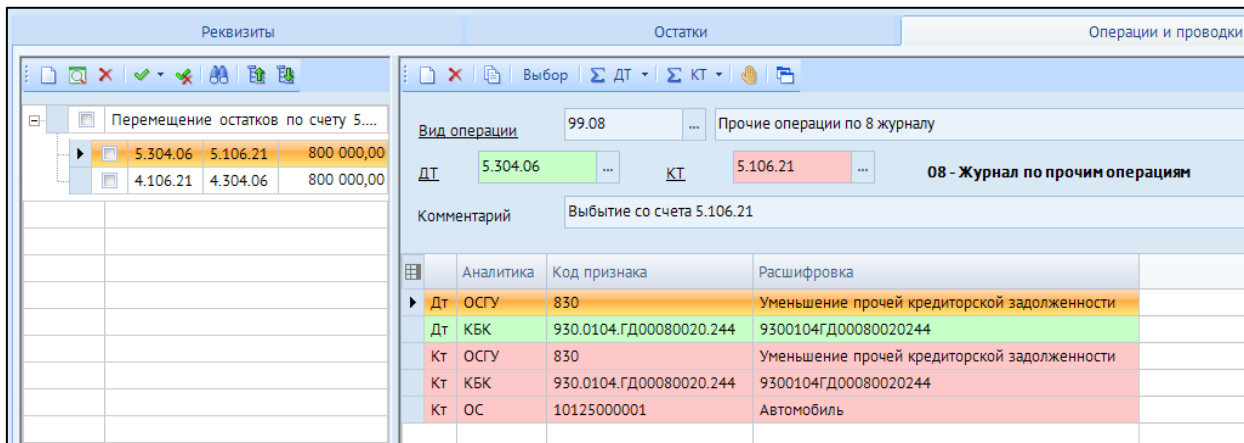 Реквизиты Остатки Операции и проводки
Выбор Σ ДТ Σ КТ
Перемещение остатков по счету 5....
5.304.06 5.106.21 800 000,00
4.106.21 4.304.06 800 000,00
Вид операции 99.08 ... Прочие операции по 8 журналу
ДТ 5.304.06 ... КТ 5.106.21 ... 08 - Журнал по прочим операциям
Комментарий Выбытие со счета 5.106.21
Аналитика Код признака Расшифровка
Дт ОСГУ 830 Уменьшение прочей кредиторской задолженности
Дт КБК 930.0104.ГД00080020.244 9300104ГД00080020244
Кт ОСГУ 830 Уменьшение прочей кредиторской задолженности
Кт КБК 930.0104.ГД00080020.244 9300104ГД00080020244
Кт ОС 10125000001 Автомобиль